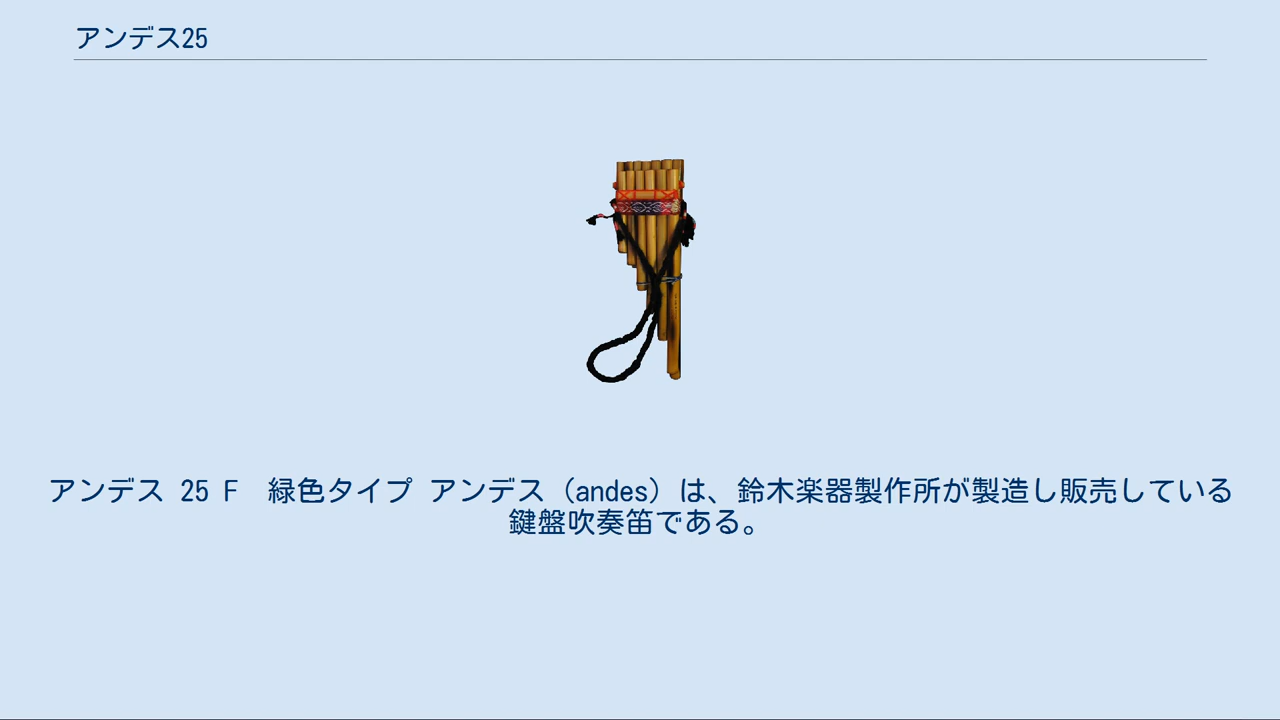 アンデス25
アンデス 25 F　緑色タイプ アンデス（andes）は、鈴木楽器製作所が製造し販売している
鍵盤吹奏笛である。